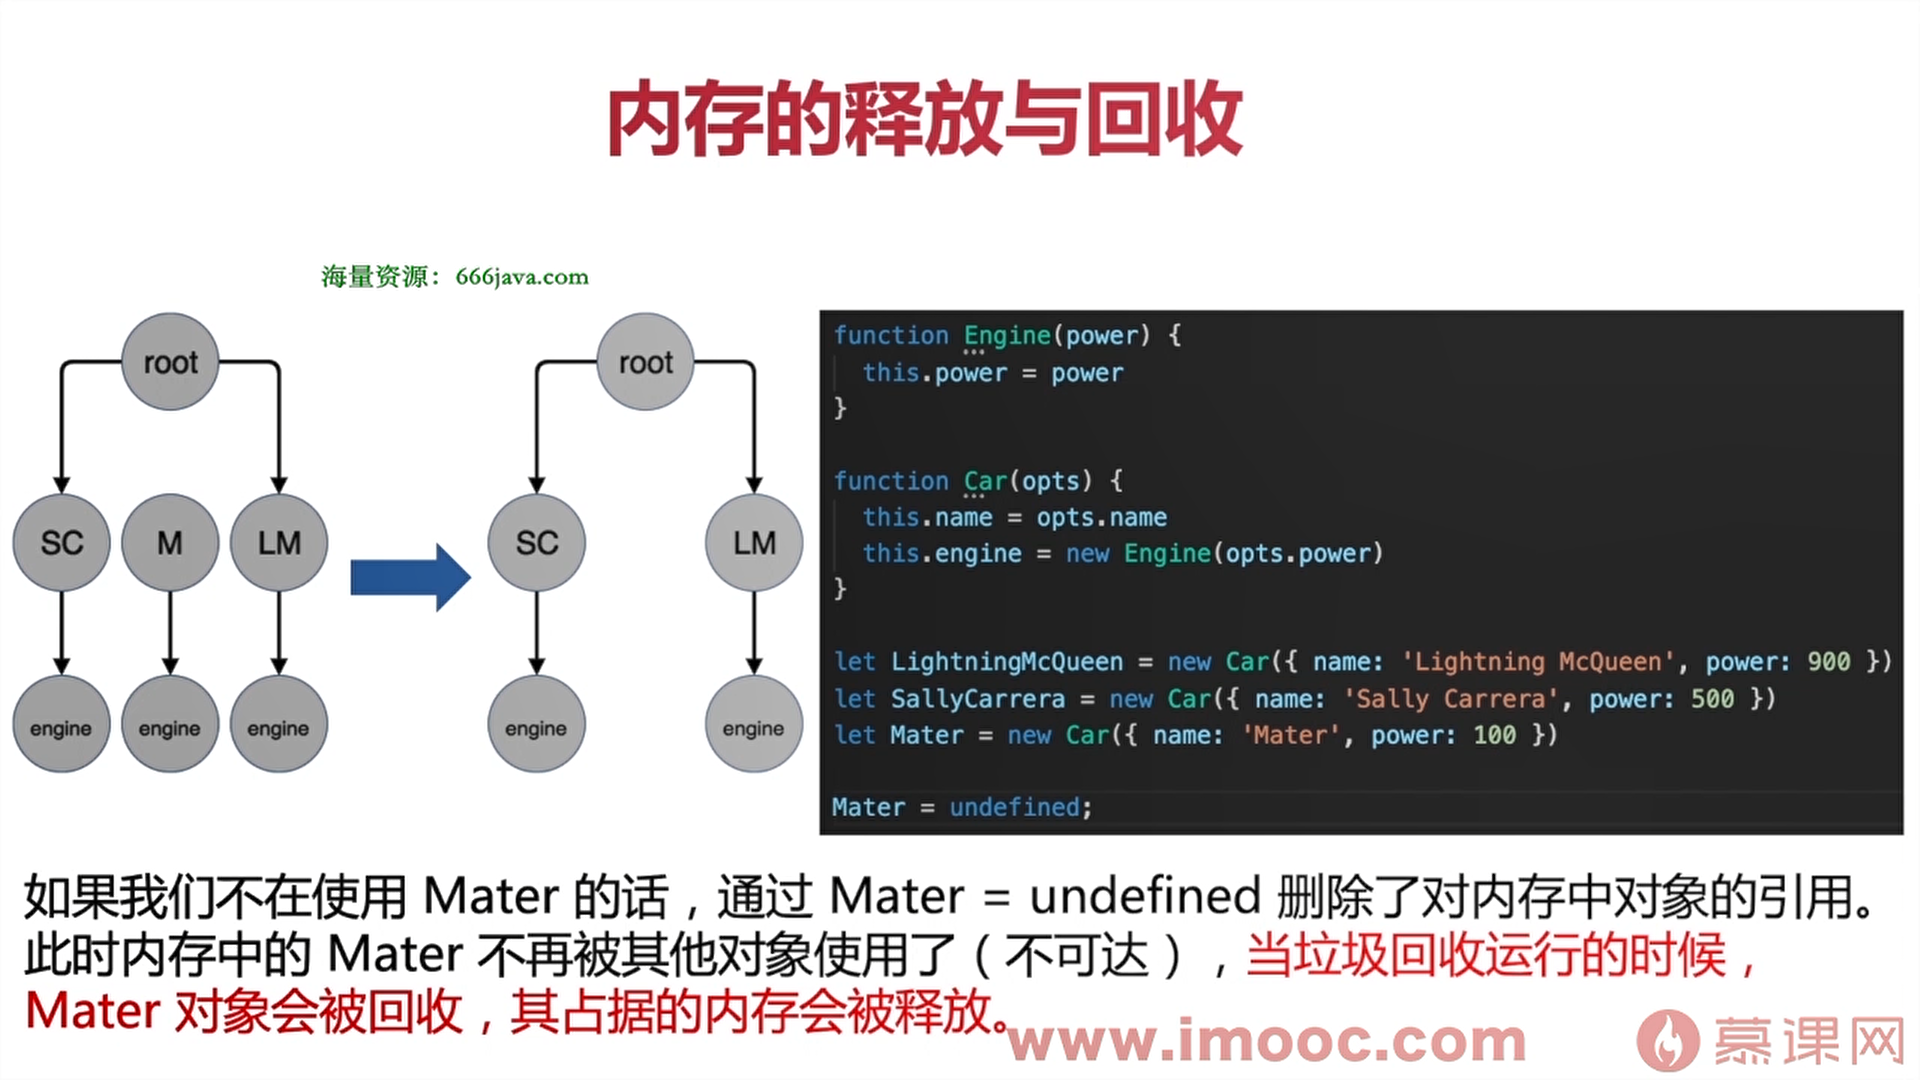 内存的释放与回收
海量资源：666java.com
root
root
SC
M
LM
SC
LM
engine
engine
engine
engine
engine
function Engine(power) {
  this.power = power
}
function Car(opts) {
  this.name = opts.name
  this.engine = new Engine(opts.power)
}
let LightningMcQueen = new Car({ name: 'Lightning McQueen', power: 900 })
let SallyCarrera = new Car({ name: 'Sally Carrera', power: 500 })
let Mater = new Car({ name: 'Mater', power: 100 })
Mater = undefined;
如果我们不在使用 Mater 的话，通过 Mater = undefined 删除了对内存中对象的引用。
此时内存中的 Mater 不再被其他对象使用了（不可达），当垃圾回收运行的时候，
Mater 对象会被回收，其占据的内存会被释放。
www.imooc.com
慕课网